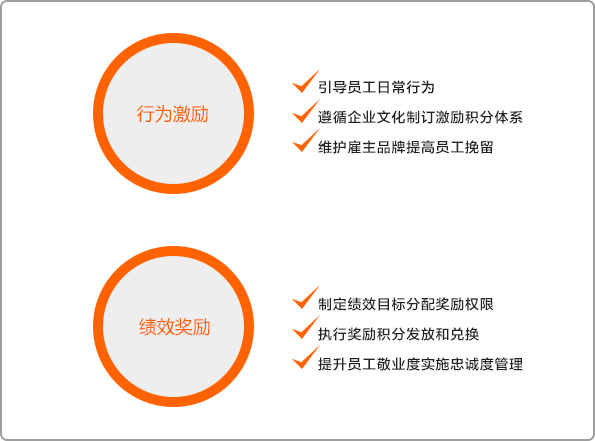 行为激励
引导员工日常行为
遵循企业文化制订激励积分体系
维护雇主品牌提高员工挽留
绩效奖励
制定绩效目标分配奖励权限
执行奖励积分发放和兑换
提升员工敬业度实施忠诚度管理